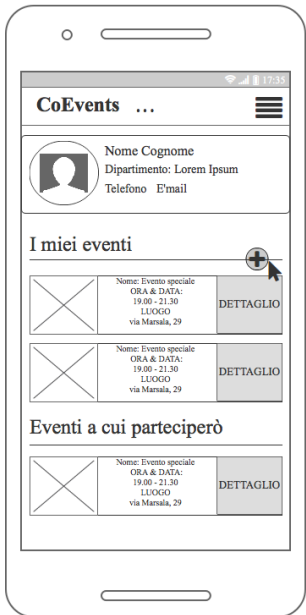 17:35
CoEvents ...
Nome Cognome
Dipartimento: Lorem Ipsum
Telefono E'mail
I miei eventi
Nome: Evento speciale
ORA & DATA:
19.00 - 21.30
LUOGO
via Marsala, 29
DETTAGLIO
Nome: Evento speciale
ORA & DATA:
19.00 - 21.30
LUOGO
via Marsala, 29
DETTAGLIO
Eventi a cui parteciperò
Nome: Evento speciale
ORA & DATA:
19.00 - 21.30
LUOGO
via Marsala, 29
DETTAGLIO